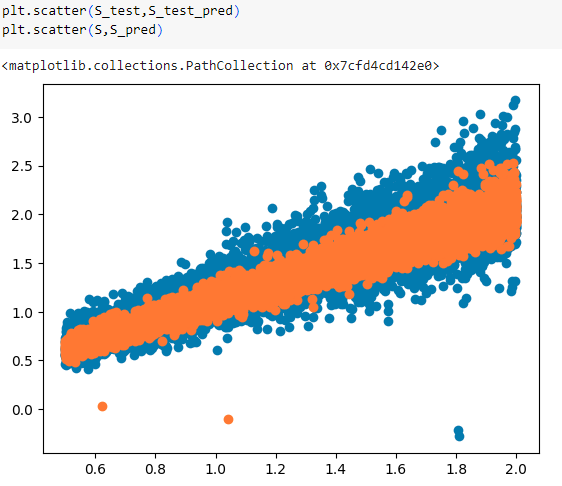 plt.scatter(S_test,S_test_pred)
plt.scatter(S,S_pred)
<matplotlib.collections.PathCollection at 0x7cfd4cd142e0>
3.0
2.5
2.0
1.5
1.0
0.5
0.0
0.6 0.8 1.0 1.2 1.4 1.6 1.8 2.0